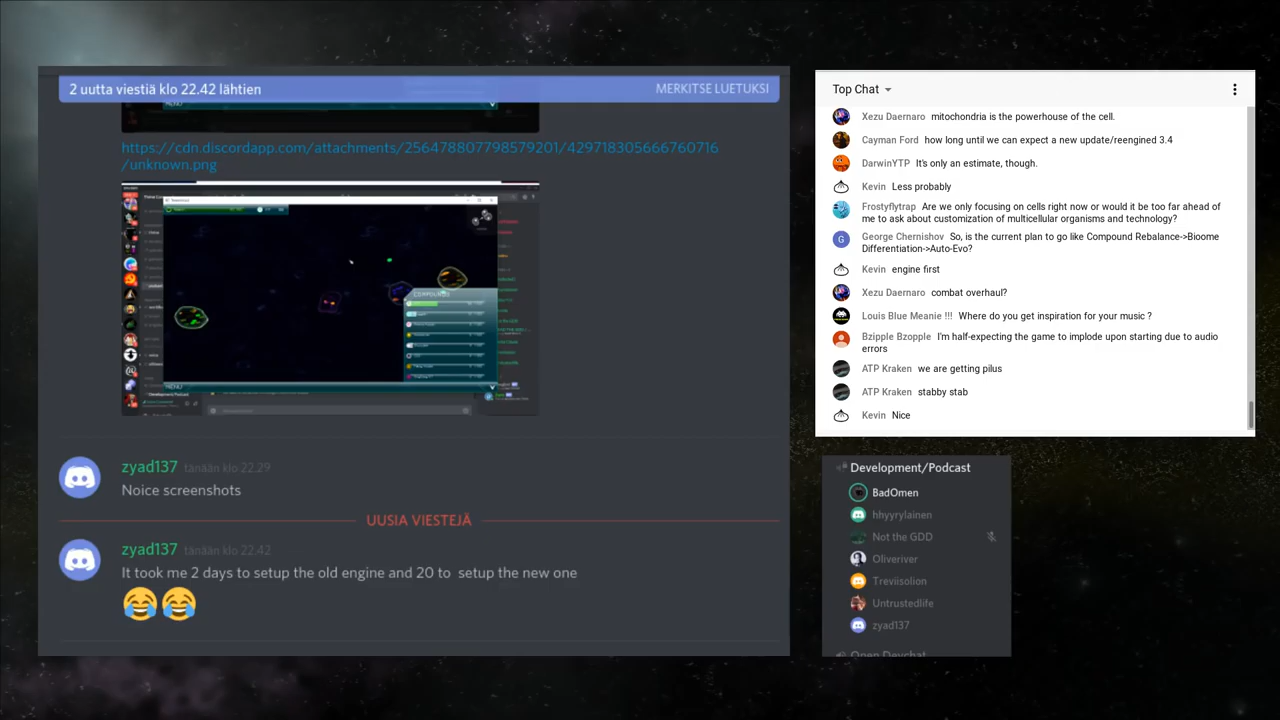 2 uutta viestiä klo 22.42 lähtien
MERKITSE LUETUKSI
MENU
https://cdn.discordapp.com/attachments/256478807798579201/429718305666760716
/unknown.png
COMPOUNDS
MENU
zyad137 tänään klo 22.29
Noice screenshots
UUSIA VIESTEJÄ
zyad137 tänään klo 22.42
It took me 2 days to setup the old engine and 20 to setup the new one
Top Chat
Xezu Daernaro mitochondria is the powerhouse of the cell.
Cayman Ford how long until we can expect a new update/reengined 3.4
DarwinYTP It's only an estimate, though.
Kevin Less probably
Frostyflytrap Are we only focusing on cells right now or would it be too far ahead of
me to ask about customization of multicellular organisms and technology?
G
George Chernishov So, is the current plan to go like Compound Rebalance->Bioome
Differentiation->Auto-Evo?
Kevin engine first
Xezu Daernaro combat overhaul?
Louis Blue Meanie !!! Where do you get inspiration for your music ?
Bzipple Bzopple I'm half-expecting the game to implode upon starting due to audio
errors
ATP Kraken we are getting pilus
ATP Kraken stabby stab
Kevin Nice
Development/Podcast
BadOmen
hhyyrylainen
Not the GDD
Oliveriver
Treviisolion
Untrustedlife
zyad137
Open Devchat